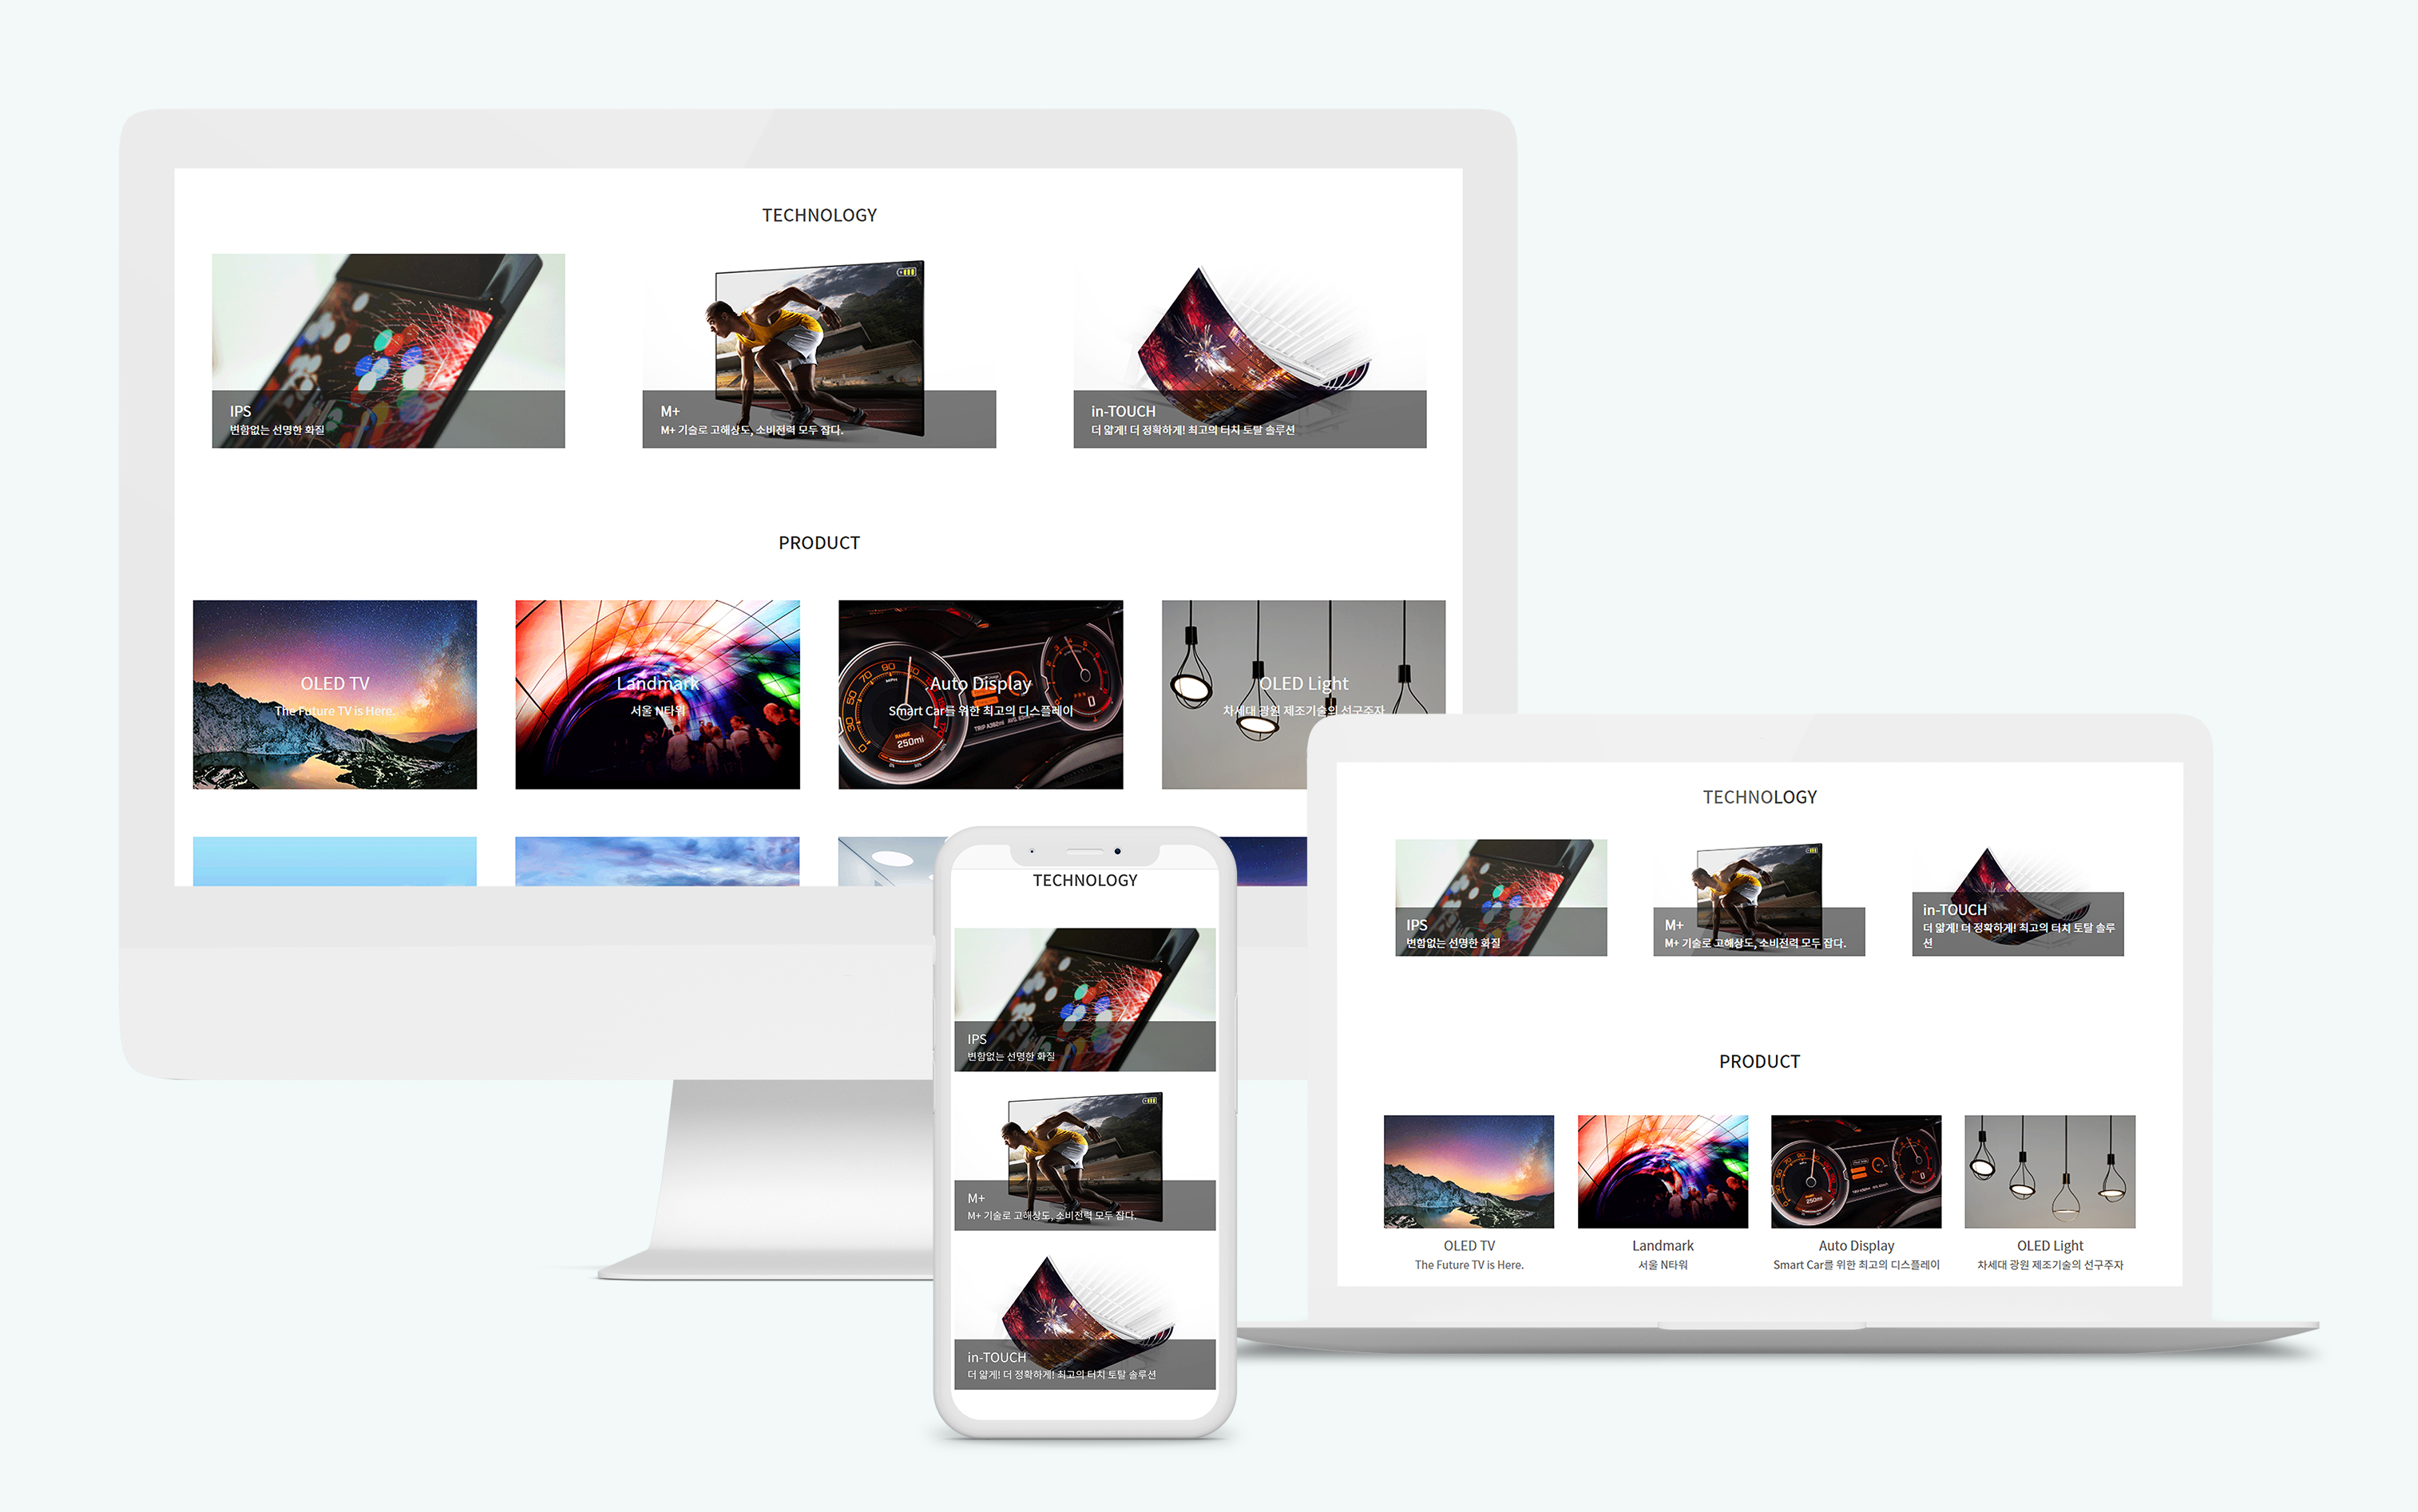 TECHNOLOGY
IPS
변함없는 선명한 화질
M+
M+ 기술로 고해상도, 소비전력 모두 잡다.
in-TOUCH
더 얇게! 더 정확하게! 최고의 터치 토탈 솔루션
PRODUCT
OLED TV
The Future TV is Here.
Landmark
서울 N타워
Auto Display
Smart Car를 위한 최고의 디스플레이
OLED Light
차세대 광원 제조기술의 선구주자
TECHNOLOGY
IPS
변함없는 선명한 화질
M+
M+ 기술로 고해상도, 소비전력 모두 잡다.
in-TOUCH
더 얇게! 더 정확하게! 최고의 터치 토탈 솔루션
TECHNOLOGY
IPS
변함없는 선명한 화질
M+
M+ 기술로 고해상도, 소비전력 모두 잡다.
in-TOUCH
더 얇게! 더 정확하게! 최고의 터치 토탈 솔루
션
PRODUCT
OLED TV
The Future TV is Here.
Landmark
서울 N타워
Auto Display
Smart Car를 위한 최고의 디스플레이
OLED Light
차세대 광원 제조기술의 선구주자